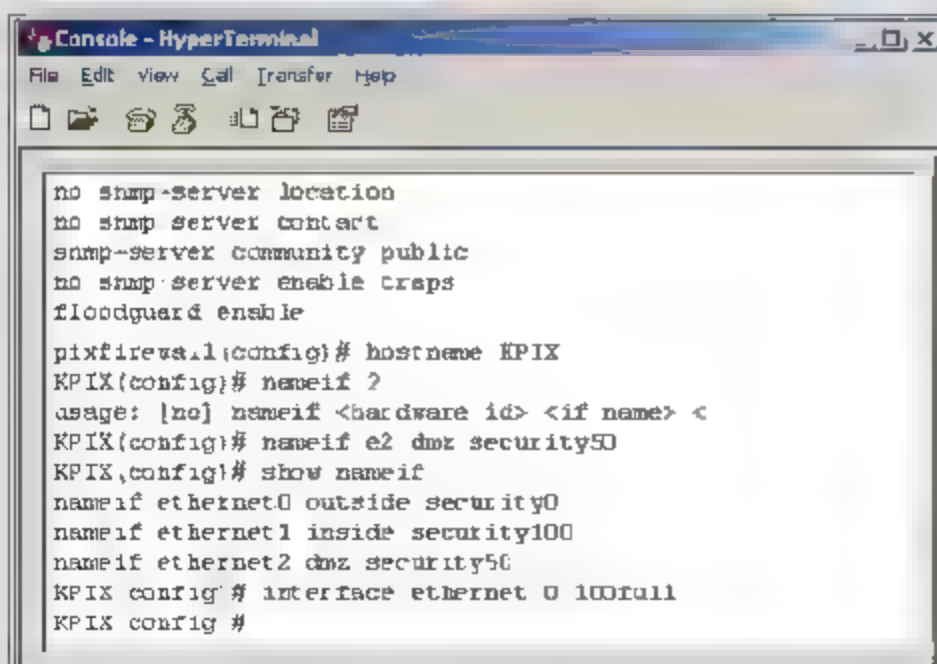 Console - HyperTerminal
File Edit View Call Transfer Help
no snmp-server location
no snmp server contact
snmp-server community public
no snmp server enable traps
floodguard enable
pixfirewall(config)# hostname KPIX
KPIX(config)# nameif ?
usage: [no] nameif <hardware id> <if name> <
KPIX(config)# nameif e2 dmz security50
KPIX(config)# show nameif
nameif ethernet0 outside security0
nameif ethernet1 inside security100
nameif ethernet2 dmz security50
KPIX config # interface ethernet 0 100full
KPIX config #